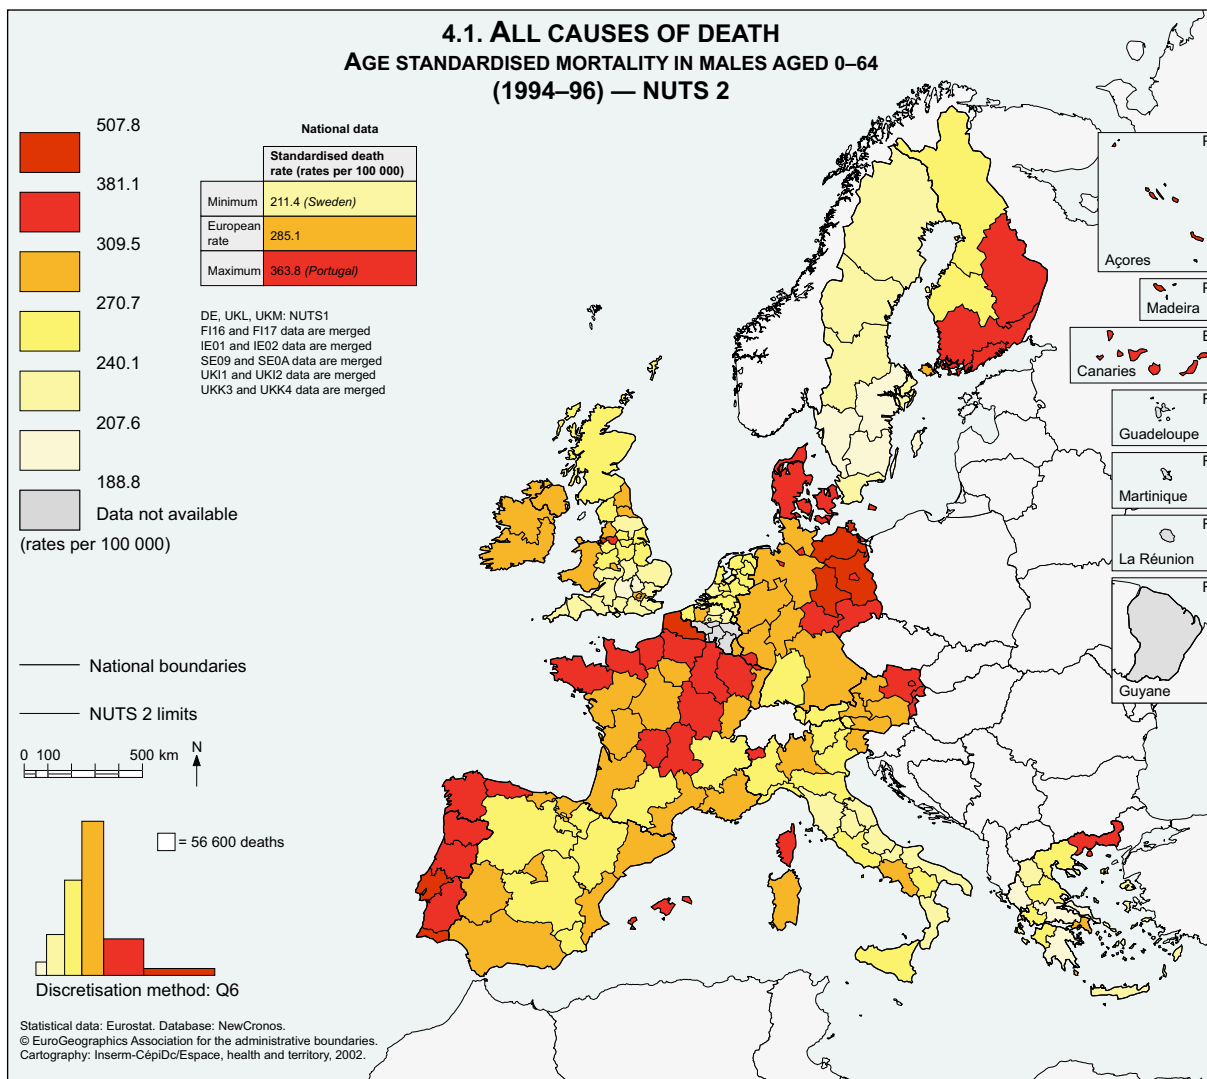 4.1. ALL CAUSES OF DEATH
AGE STANDARDISED MORTALITY IN MALES AGED 0–64
(1994–96) — NUTS 2
507.8
381.1
309.5
270.7
240.1
207.6
188.8
Data not available
(rates per 100 000)
National data
Standardised death
rate (rates per 100 000)
Minimum 211.4 (Sweden)
European
rate 285.1
Maximum 363.8 (Portugal)
DE, UKL, UKM: NUTS1
FI16 and FI17 data are merged
IE01 and IE02 data are merged
SE09 and SE0A data are merged
UKI1 and UKI2 data are merged
UKK3 and UKK4 data are merged
National boundaries
NUTS 2 limits
0 100 500 km
N
= 56 600 deaths
Discretisation method: Q6
Statistical data: Eurostat. Database: NewCronos.
© EuroGeographics Association for the administrative boundaries.
Cartography: Inserm-CépiDc/Espace, health and territory, 2002.
Açores
Madeira
Canaries
Guadeloupe
Martinique
La Réunion
Guyane